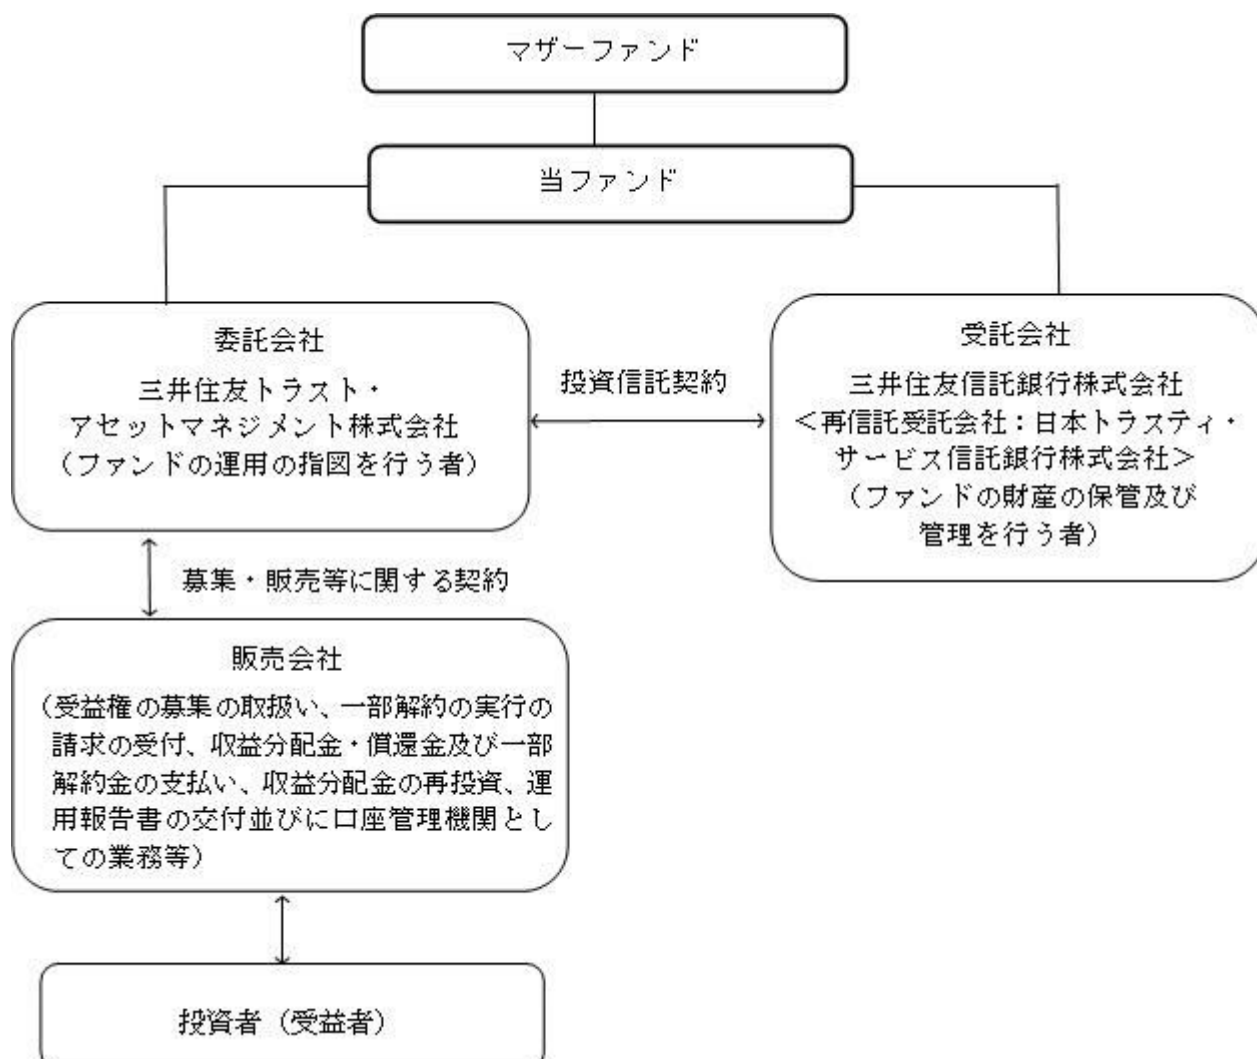 マザーファンド
当ファンド
委託会社
三井住友トラスト・
アセットマネジメント株式会社
（ファンドの運用の指図を行う者）
投資信託契約
受託会社
三井住友信託銀行株式会社
＜再信託受託会社：日本トラスティ・
サービス信託銀行株式会社＞
（ファンドの財産の保管及び
管理を行う者）
募集・販売等に関する契約
販売会社
（受益権の募集の取扱い、一部解約の実行の
請求の受付、収益分配金・償還金及び一部
解約金の支払い、収益分配金の再投資、運
用報告書の交付並びに口座管理機関とし
ての業務等）
投資者（受益者）